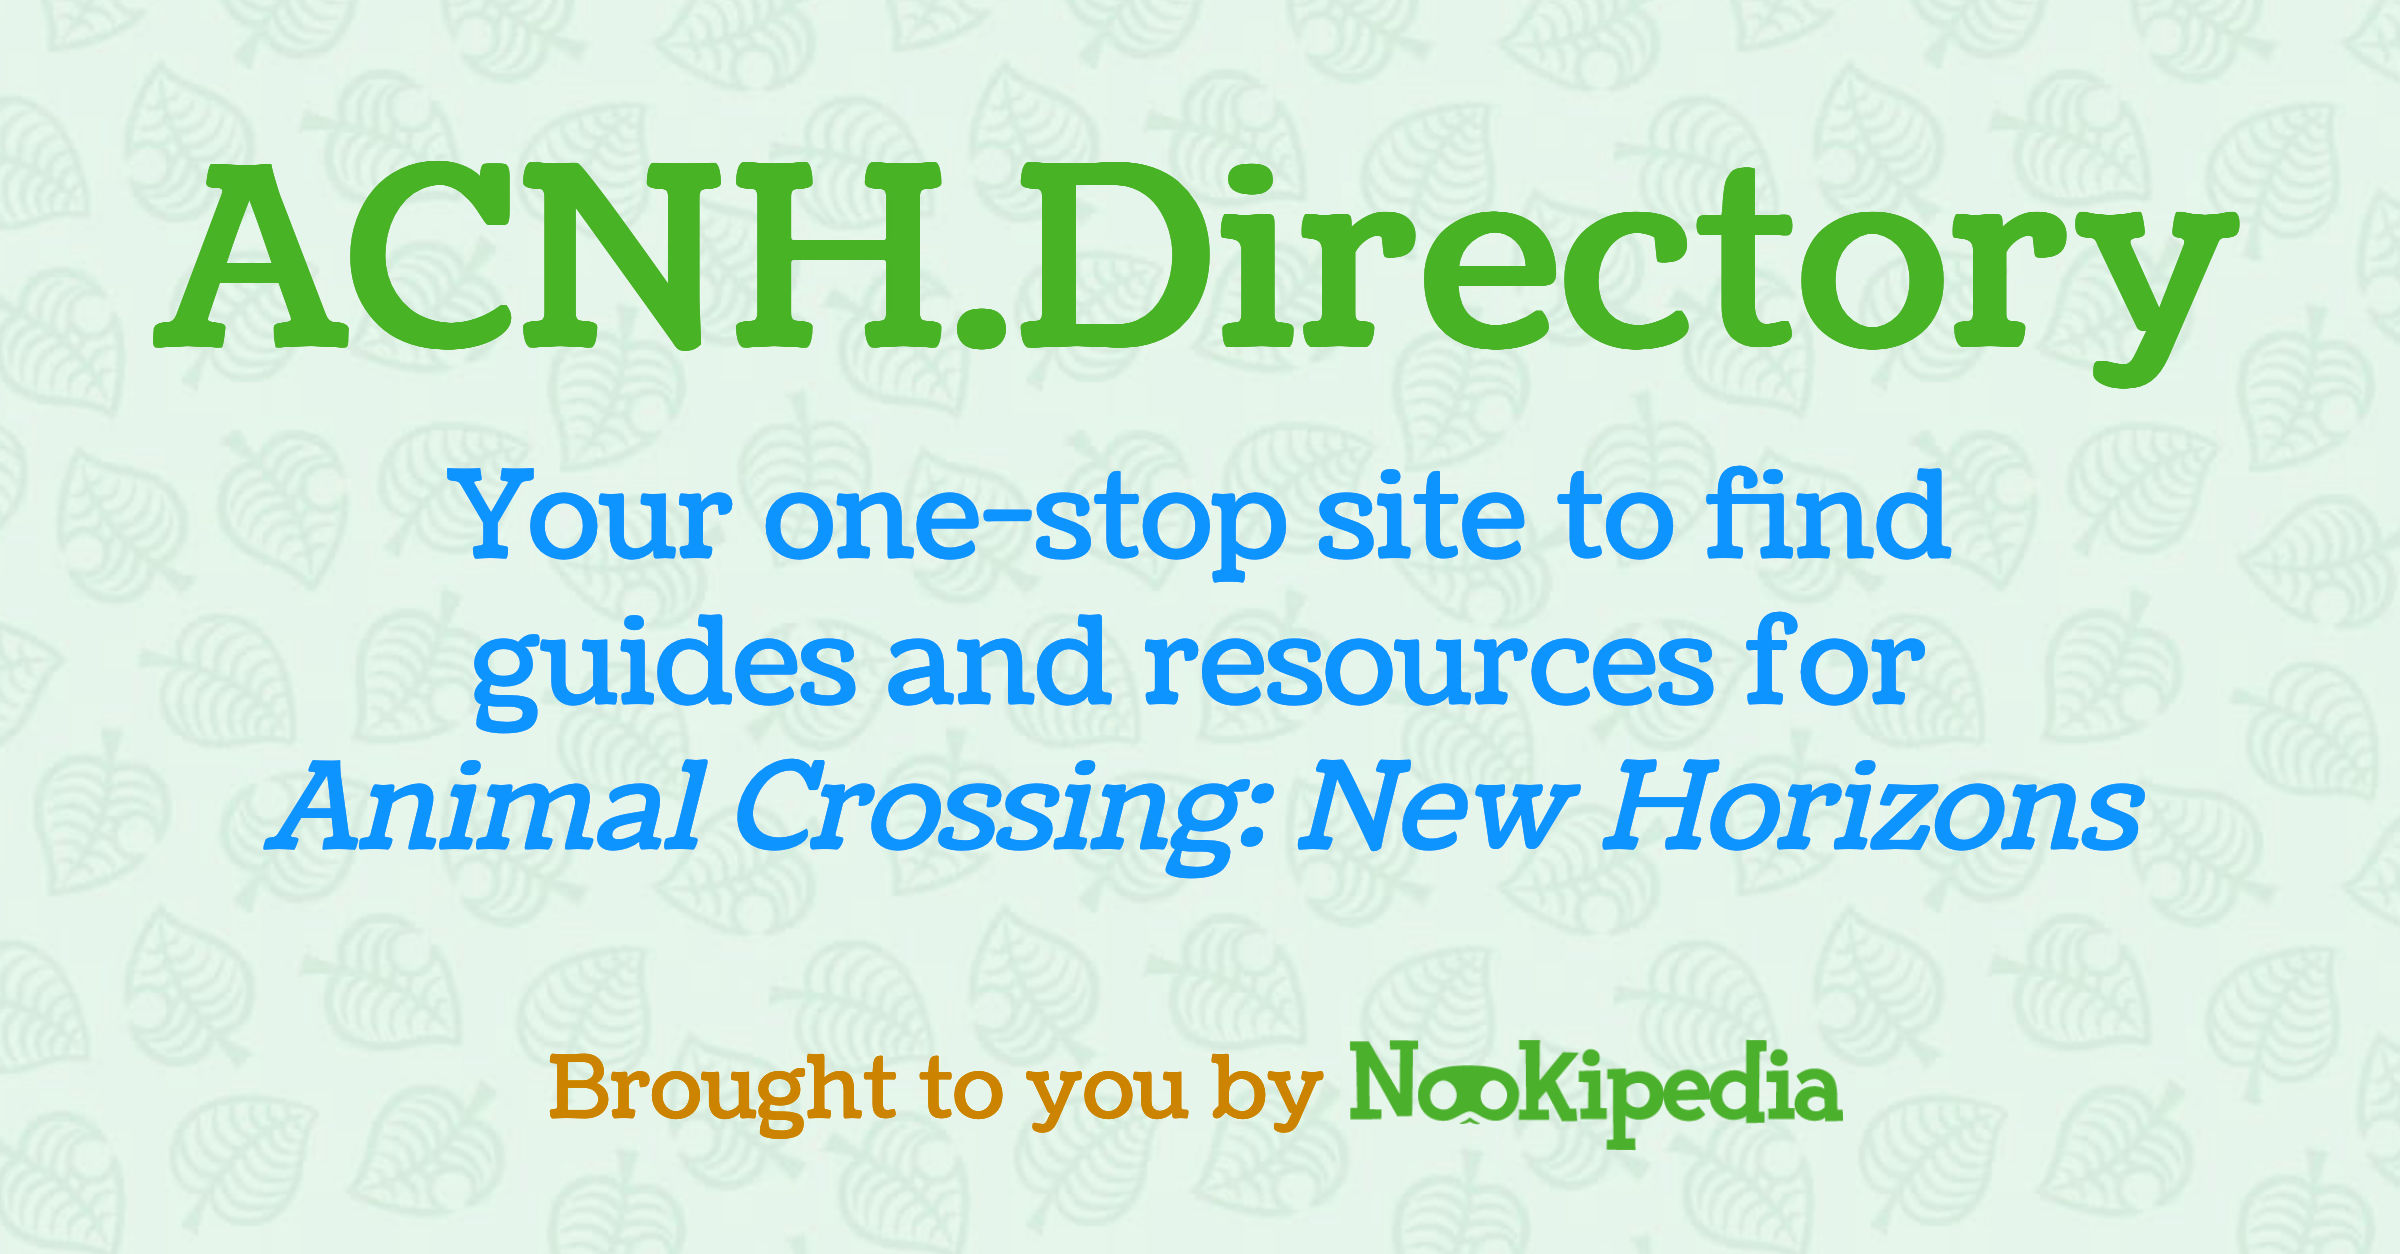 ACNH.Directory
Your one-stop site to find
guides and resources for
Animal Crossing: New Horizons
Brought to you by Nookipedia